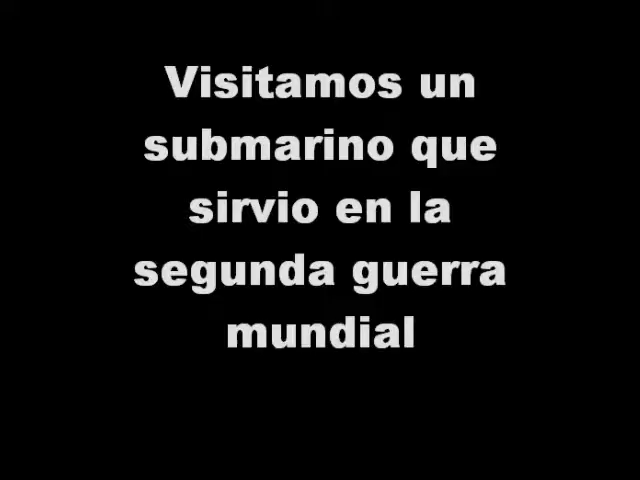 Visitamos un
submarino que
sirvio en la
segunda guerra
mundial